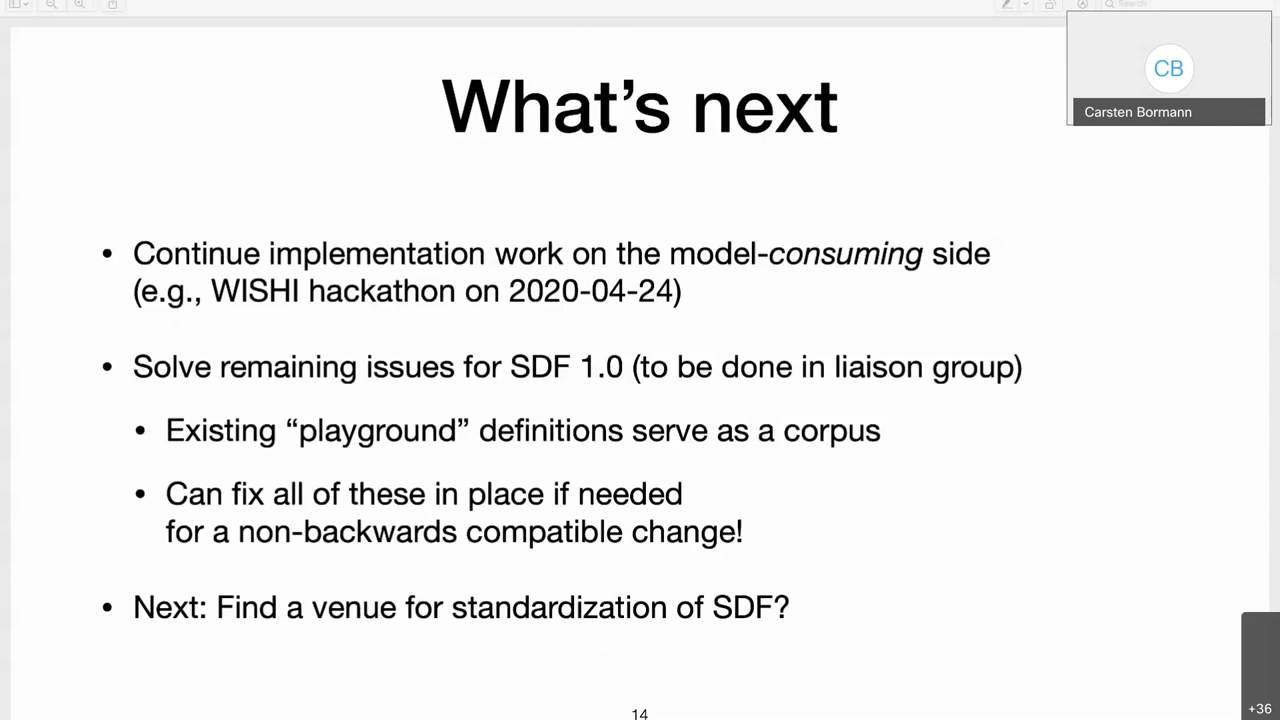 Search
CB
Carsten Bormann
What’s next
• Continue implementation work on the model-consuming side
(e.g., WISHI hackathon on 2020-04-24)
• Solve remaining issues for SDF 1.0 (to be done in liaison group)
• Existing “playground” definitions serve as a corpus
• Can fix all of these in place if needed
for a non-backwards compatible change!
• Next: Find a venue for standardization of SDF?
14
+36